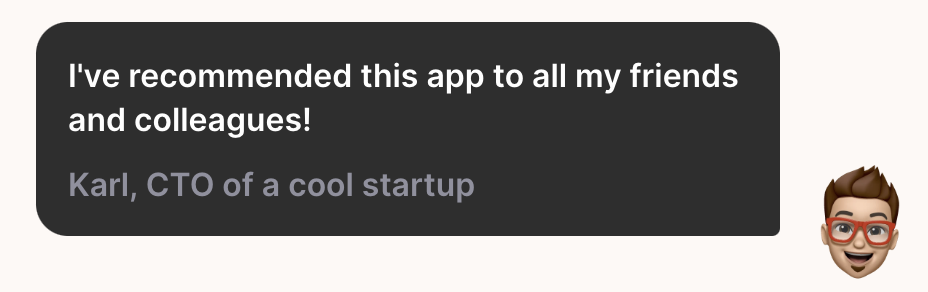 I've recommended this app to all my friends
and colleagues!
Karl, CTO of a cool startup